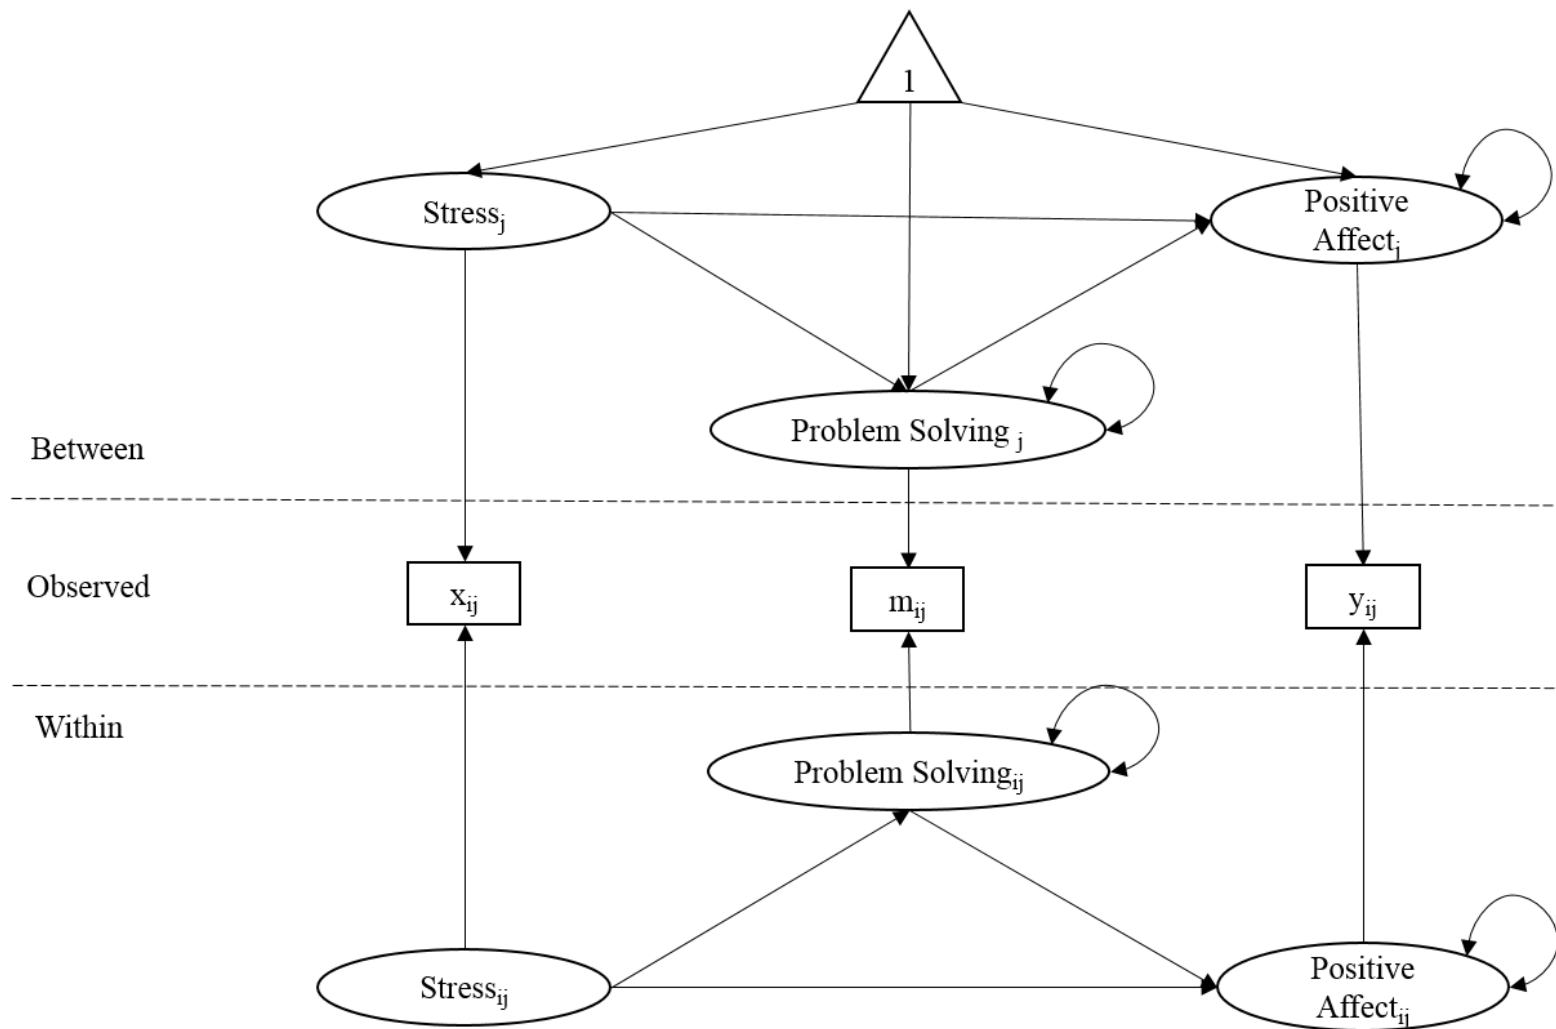 1
Stress_j
Positive
Affect_j
Problem Solving _j
Between
Observed
x_ij
m_ij
y_ij
Within
Problem Solving_ij
Stress_ij
Positive
Affect_ij